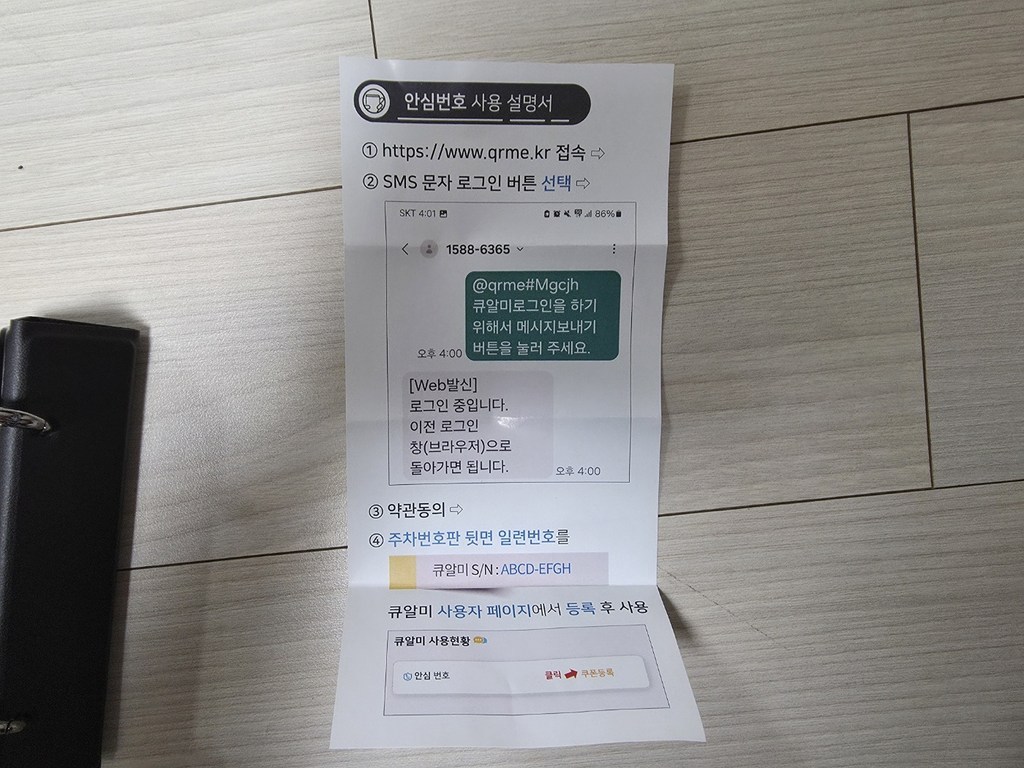 안심번호 사용 설명서
① https://www.qrme.kr 접속 ⇨
② SMS 문자 로그인 버튼 선택 ⇨
SKT 4:01
86%
1588-6365
@qrme#Mgcjh
큐알미로그인을 하기
위해서 메시지보내기
버튼을 눌러 주세요.
오후 4:00
[Web발신]
로그인 중입니다.
이전 로그인
창(브라우저)으로
돌아가면 됩니다.
오후 4:00
③ 약관동의 ⇨
④ 주차번호판 뒷면 일련번호를
큐알미 S/N : ABCD-EFGH
큐알미 사용자 페이지에서 등록 후 사용
큐알미 사용현황
안심 번호
클릭 쿠폰등록